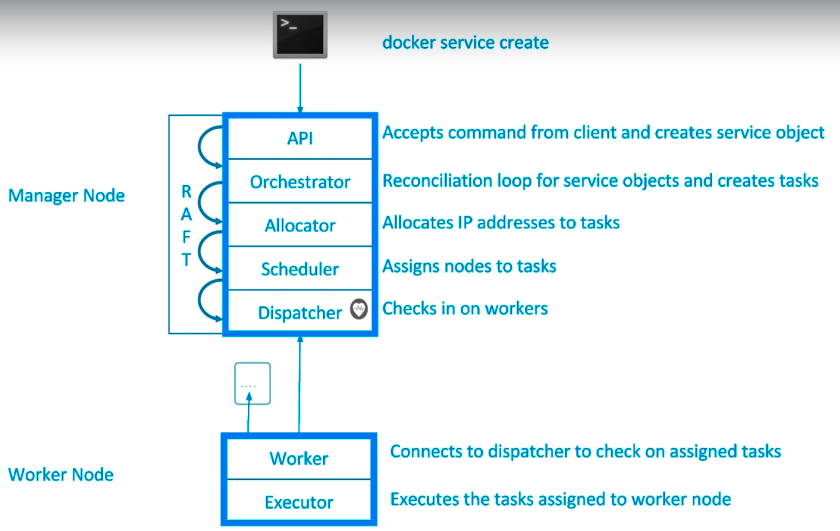 >_
docker service create
API
Accepts command from client and creates service object
Manager Node
R
A
F
T
Orchestrator
Reconciliation loop for service objects and creates tasks
Allocator
Allocates IP addresses to tasks
Scheduler
Assigns nodes to tasks
Dispatcher
Checks in on workers
....
Worker Node
Worker
Connects to dispatcher to check on assigned tasks
Executor
Executes the tasks assigned to worker node